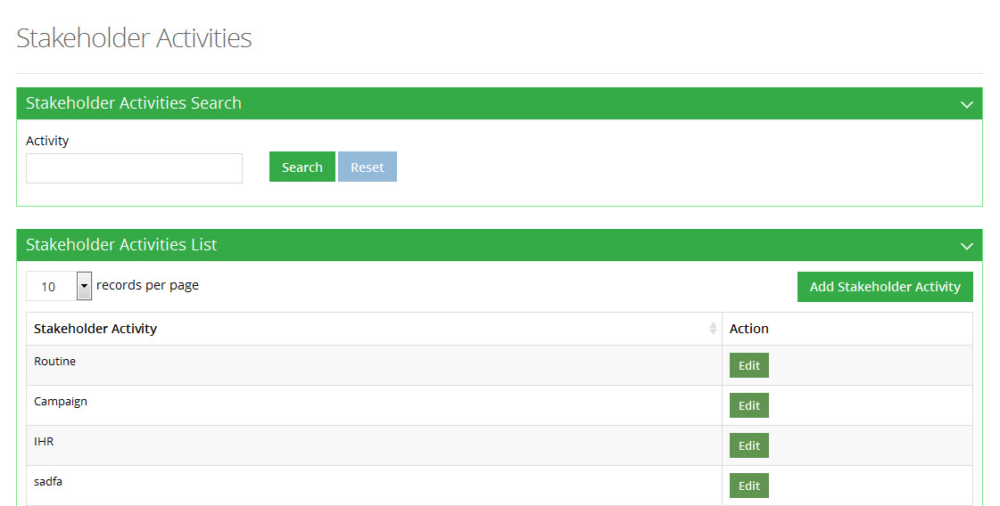 Stakeholder Activities
Stakeholder Activities Search
Activity
Search Reset
Stakeholder Activities List
10 records per page Add Stakeholder Activity
Stakeholder Activity Action
Routine Edit
Campaign Edit
IHR Edit
sadfa Edit